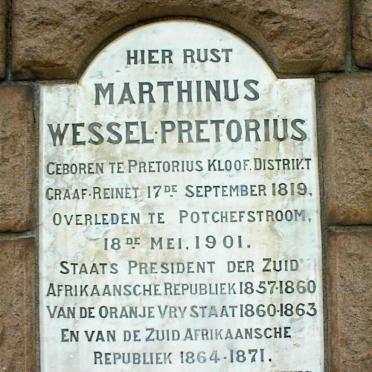 HIER RUST
MARTHINUS
WESSEL·PRETORIUS
GEBOREN TE PRETORIUS KLOOF. DISTRIKT
GRAAF-REINET 17DE SEPTEMBER 1819,
OVERLEDEN TE POTCHEFSTROOM,
18DE MEI, 1901.
STAATS PRESIDENT DER ZUID
AFRIKAANSCHE REPUBLIEK 1857-1860
VAN DE ORANJE VRY STAAT 1860-1863
EN VAN DE ZUID AFRIKAANSCHE
REPUBLIEK 1864-1871.